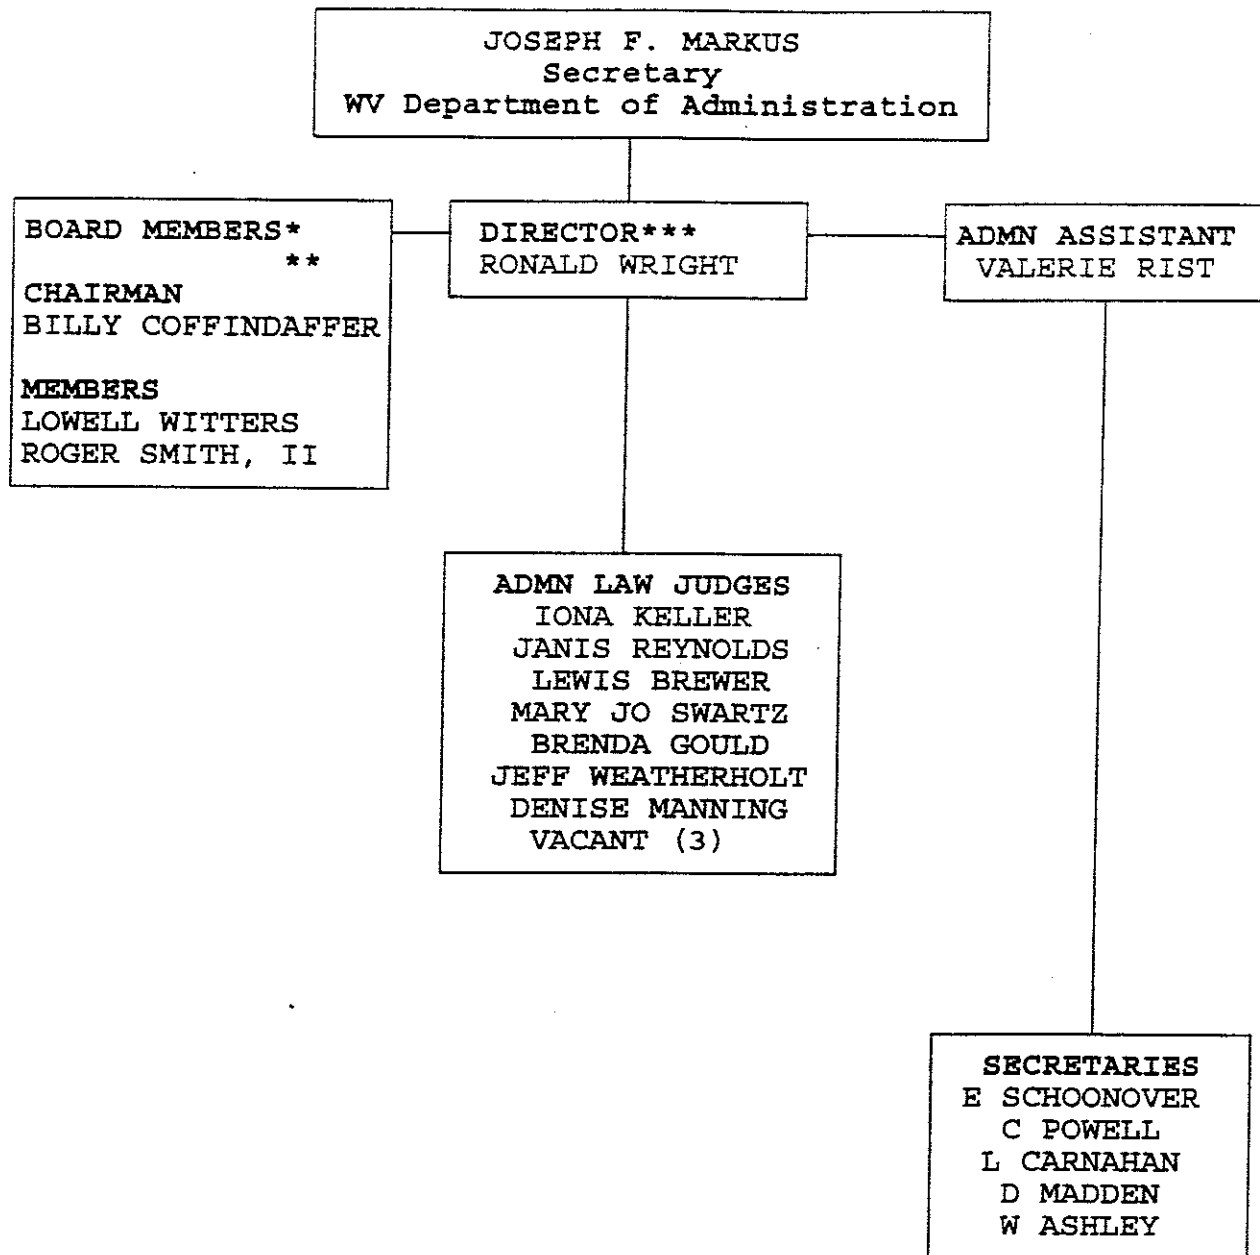 JOSEPH F. MARKUS
Secretary
WV Department of Administration
BOARD MEMBERS*
**
CHAIRMAN
BILLY COFFINDAFFER
MEMBERS
LOWELL WITTERS
ROGER SMITH, II
DIRECTOR***
RONALD WRIGHT
ADMN ASSISTANT
VALERIE RIST
ADMN LAW JUDGES
IONA KELLER
JANIS REYNOLDS
LEWIS BREWER
MARY JO SWARTZ
BRENDA GOULD
JEFF WEATHERHOLT
DENISE MANNING
VACANT (3)
SECRETARIES
E SCHOONOVER
C POWELL
L CARNAHAN
D MADDEN
W ASHLEY